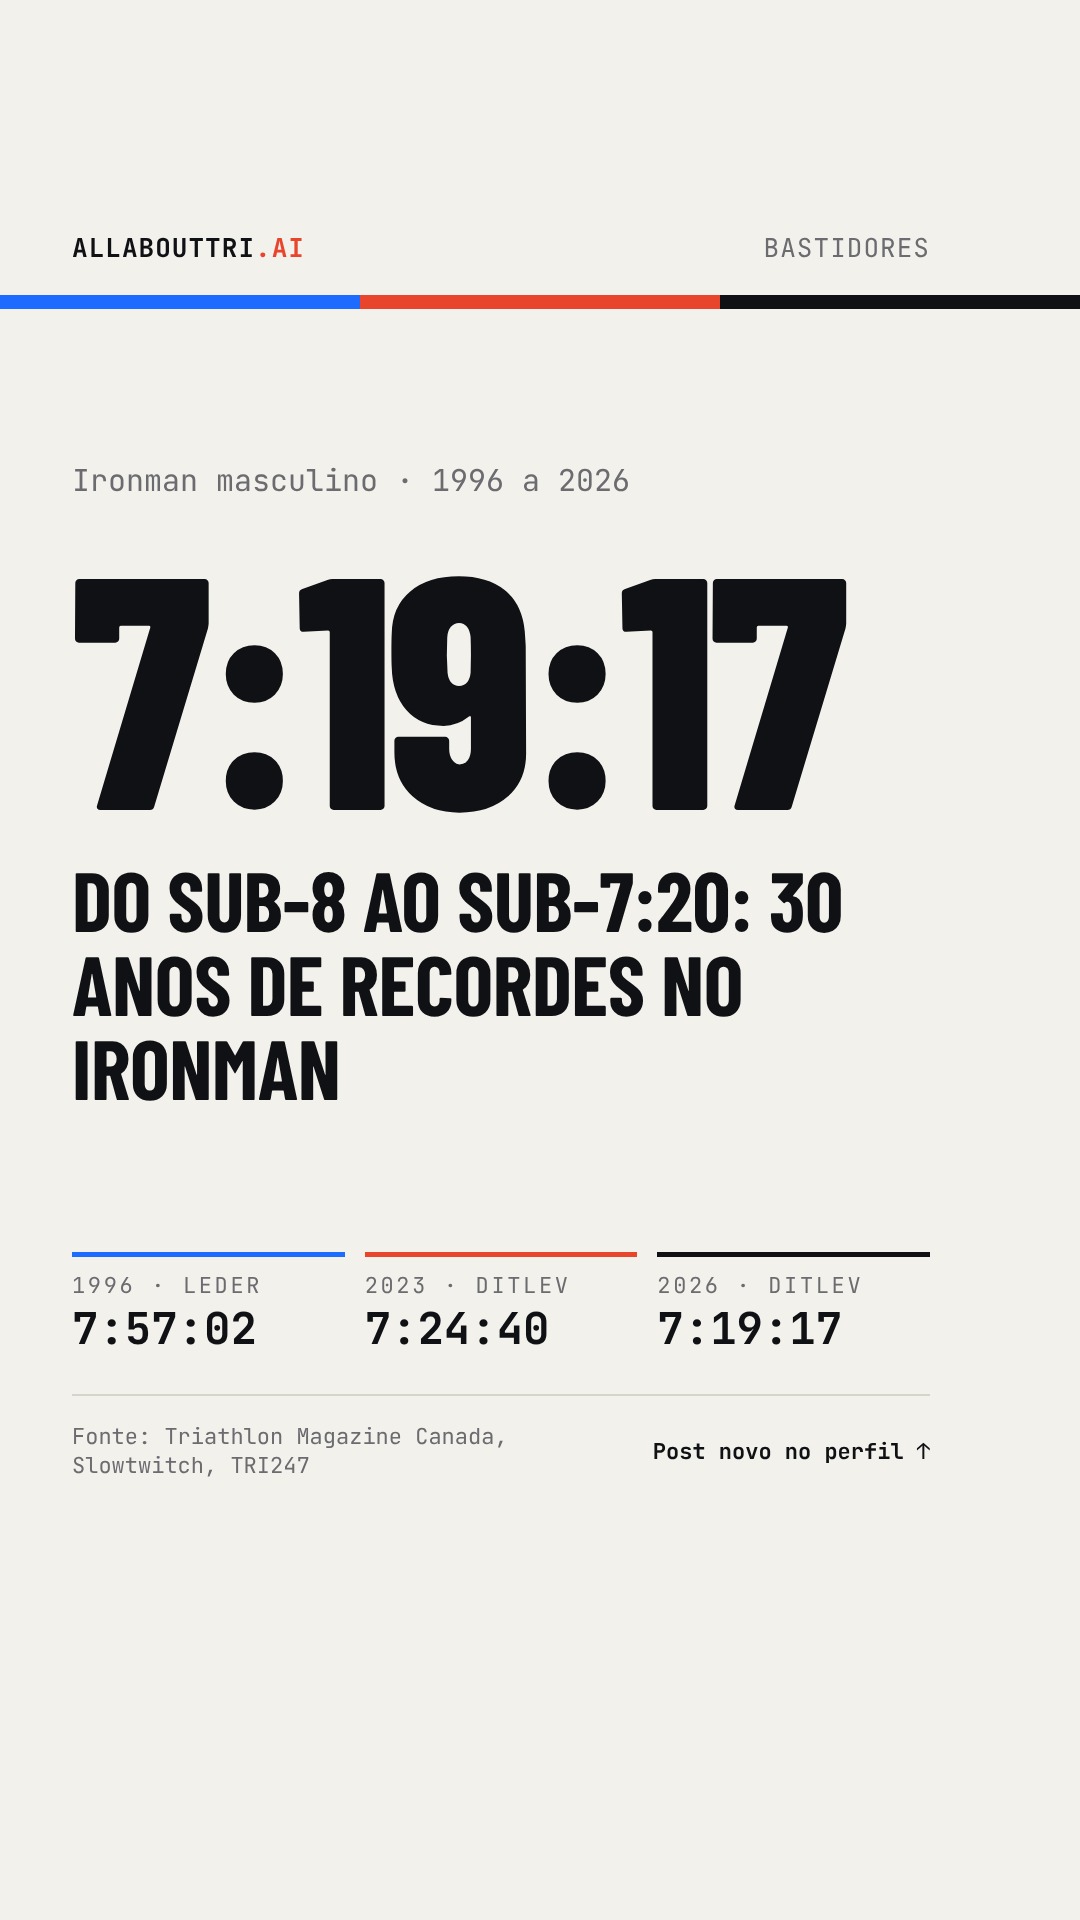 ALLABOUTTRI.AI
BASTIDORES
Ironman masculino · 1996 a 2026
7:19:17
DO SUB-8 AO SUB-7:20: 30
ANOS DE RECORDES NO
IRONMAN
1996 · LEDER
7:57:02
2023 · DITLEV
7:24:40
2026 · DITLEV
7:19:17
Fonte: Triathlon Magazine Canada,
Slowtwitch, TRI247
Post novo no perfil ↑